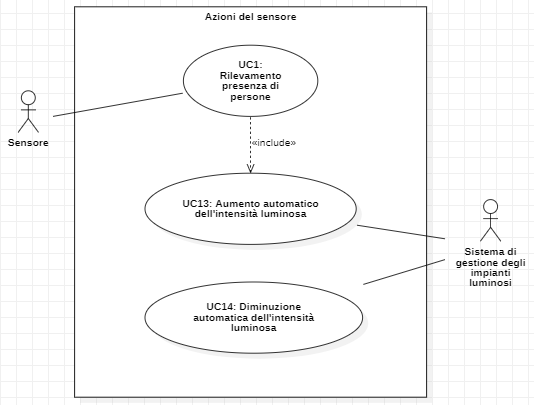 Azioni del sensore
UC1:
Rilevamento
presenza di
persone
Sensore
«include»
UC13: Aumento automatico
dell'intensità luminosa
Sistema di
gestione degli
impianti
luminosi
UC14: Diminuzione
automatica dell'intensità
luminosa